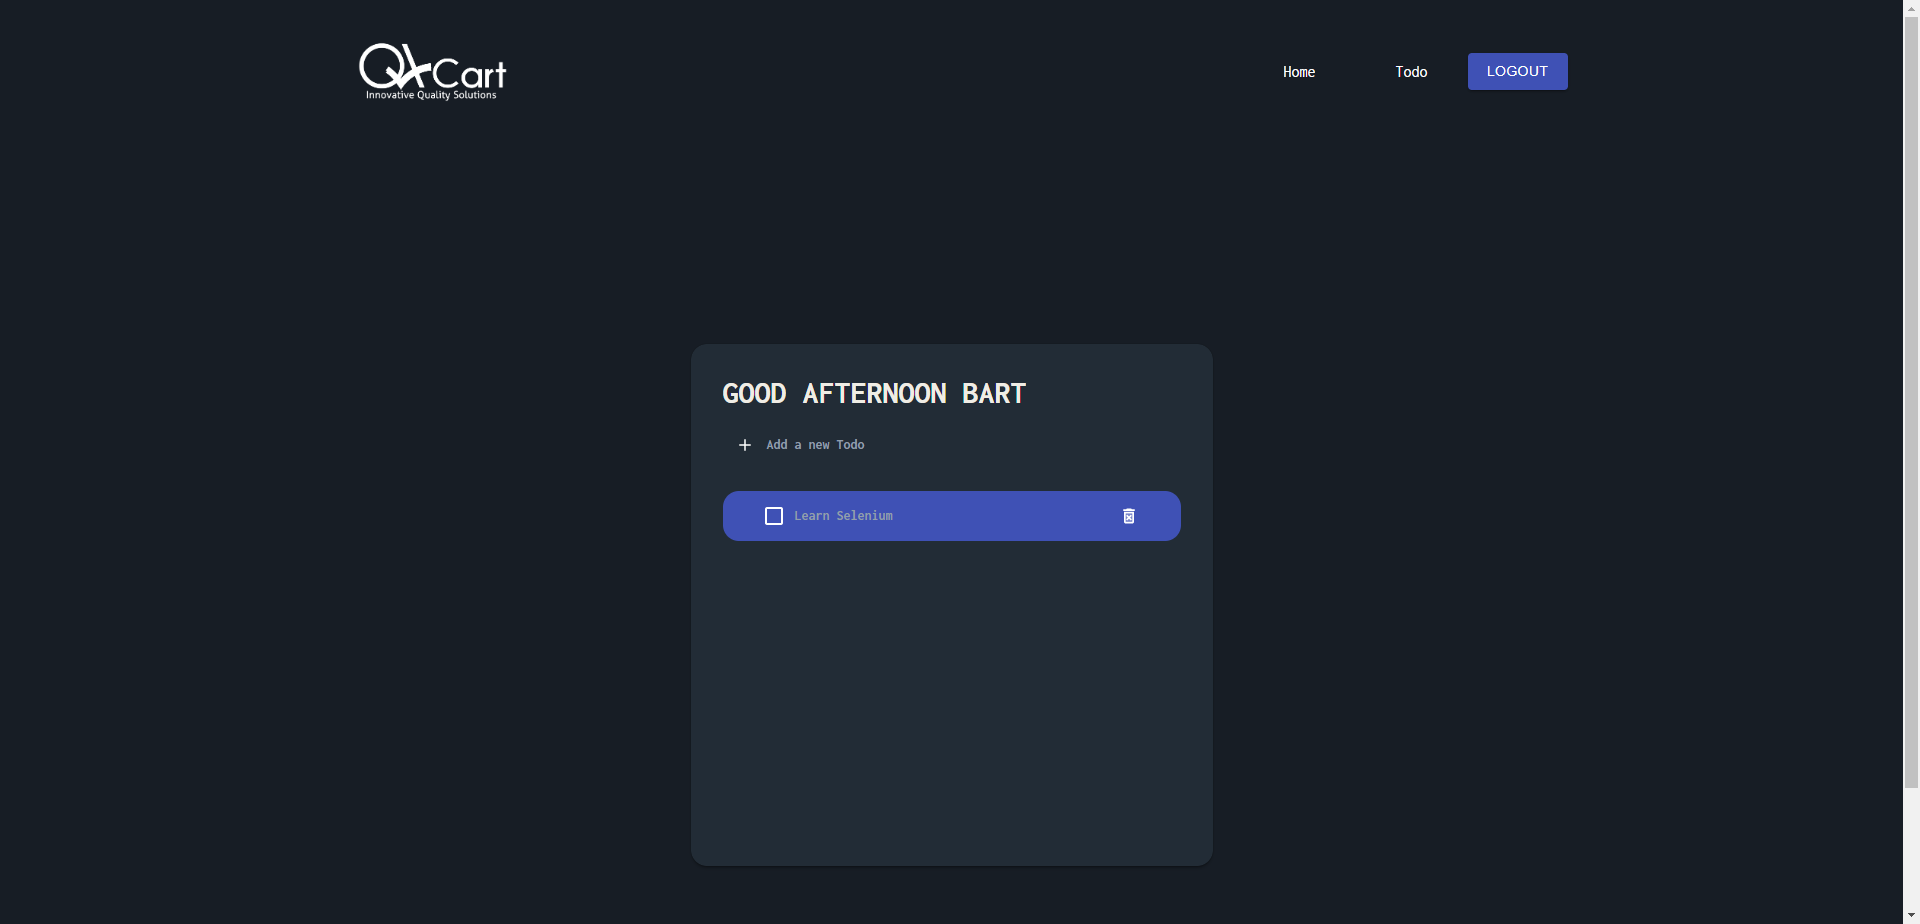 QACart
Innovative Quality Solutions
Home
Todo
LOGOUT
GOOD AFTERNOON BART
Add a new Todo
Learn Selenium